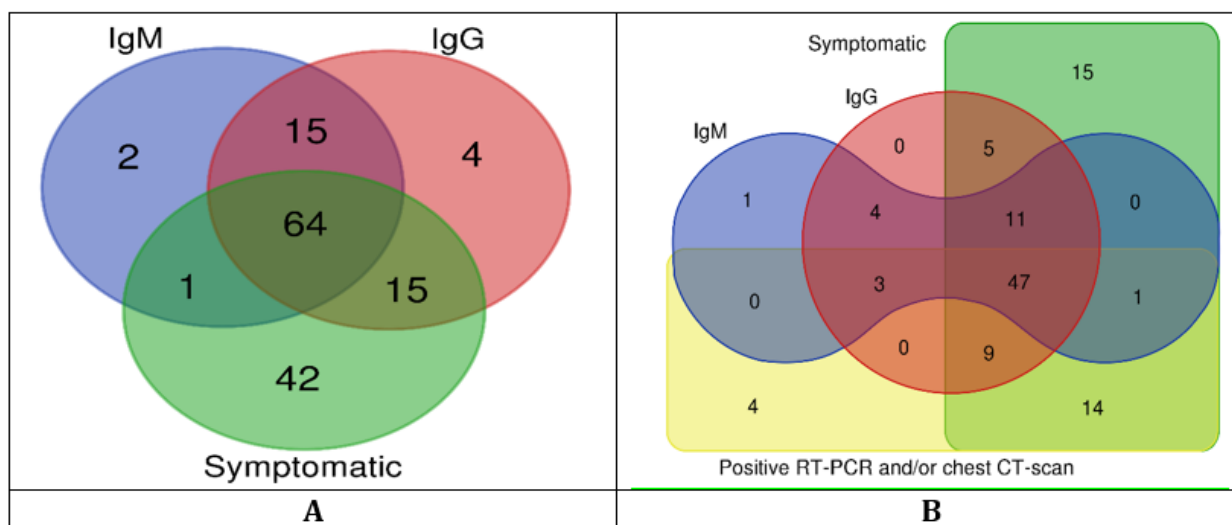 IgM
IgG
2
15
4
64
1
15
42
Symptomatic
A
Symptomatic
15
IgG
IgM
0
5
1
4
11
0
0
3
47
1
0
9
4
14
Positive RT-PCR and/or chest CT-scan
B